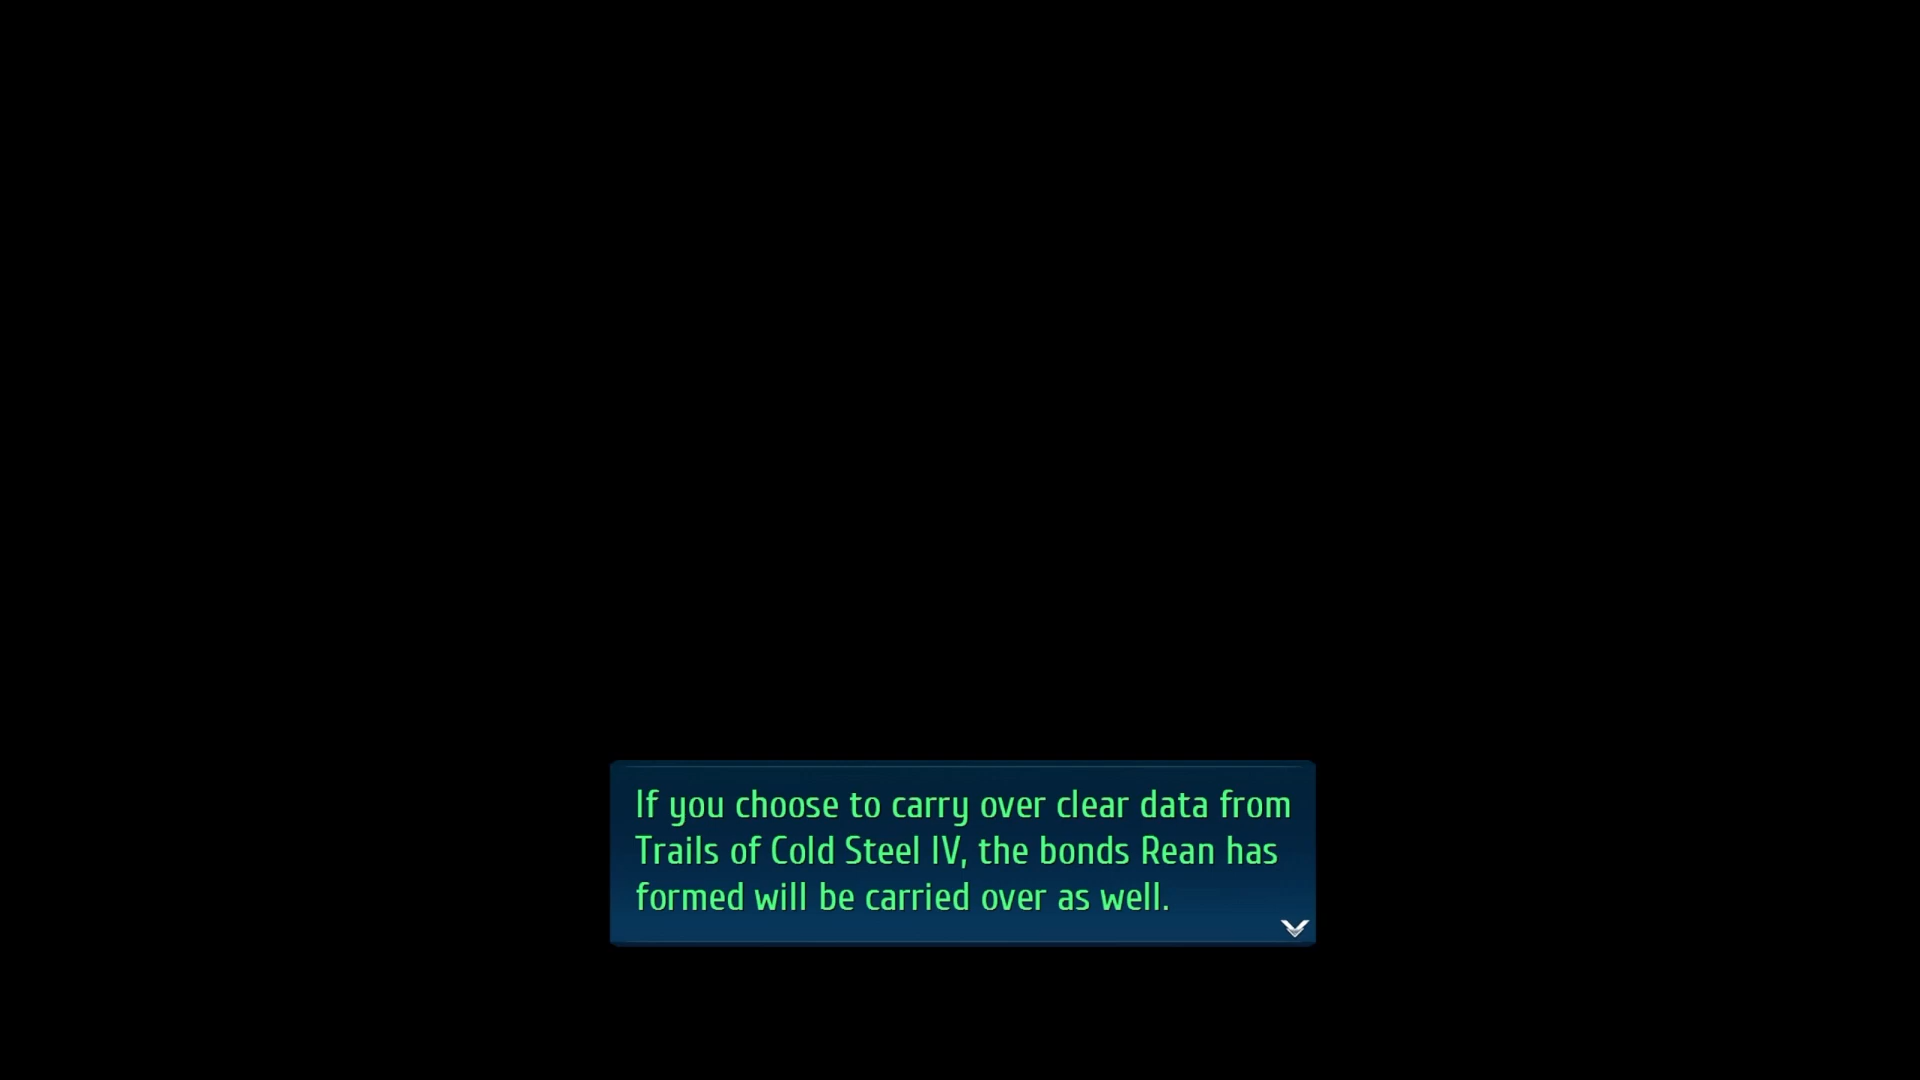 If you choose to carry over clear data from
Trails of Cold Steel IV, the bonds Rean has
formed will be carried over as well.